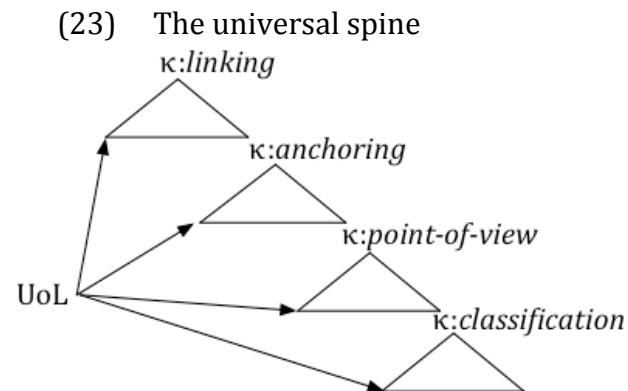 (23) The universal spine
κ:linking
κ:anchoring
κ:point-of-view
UoL
κ:classification